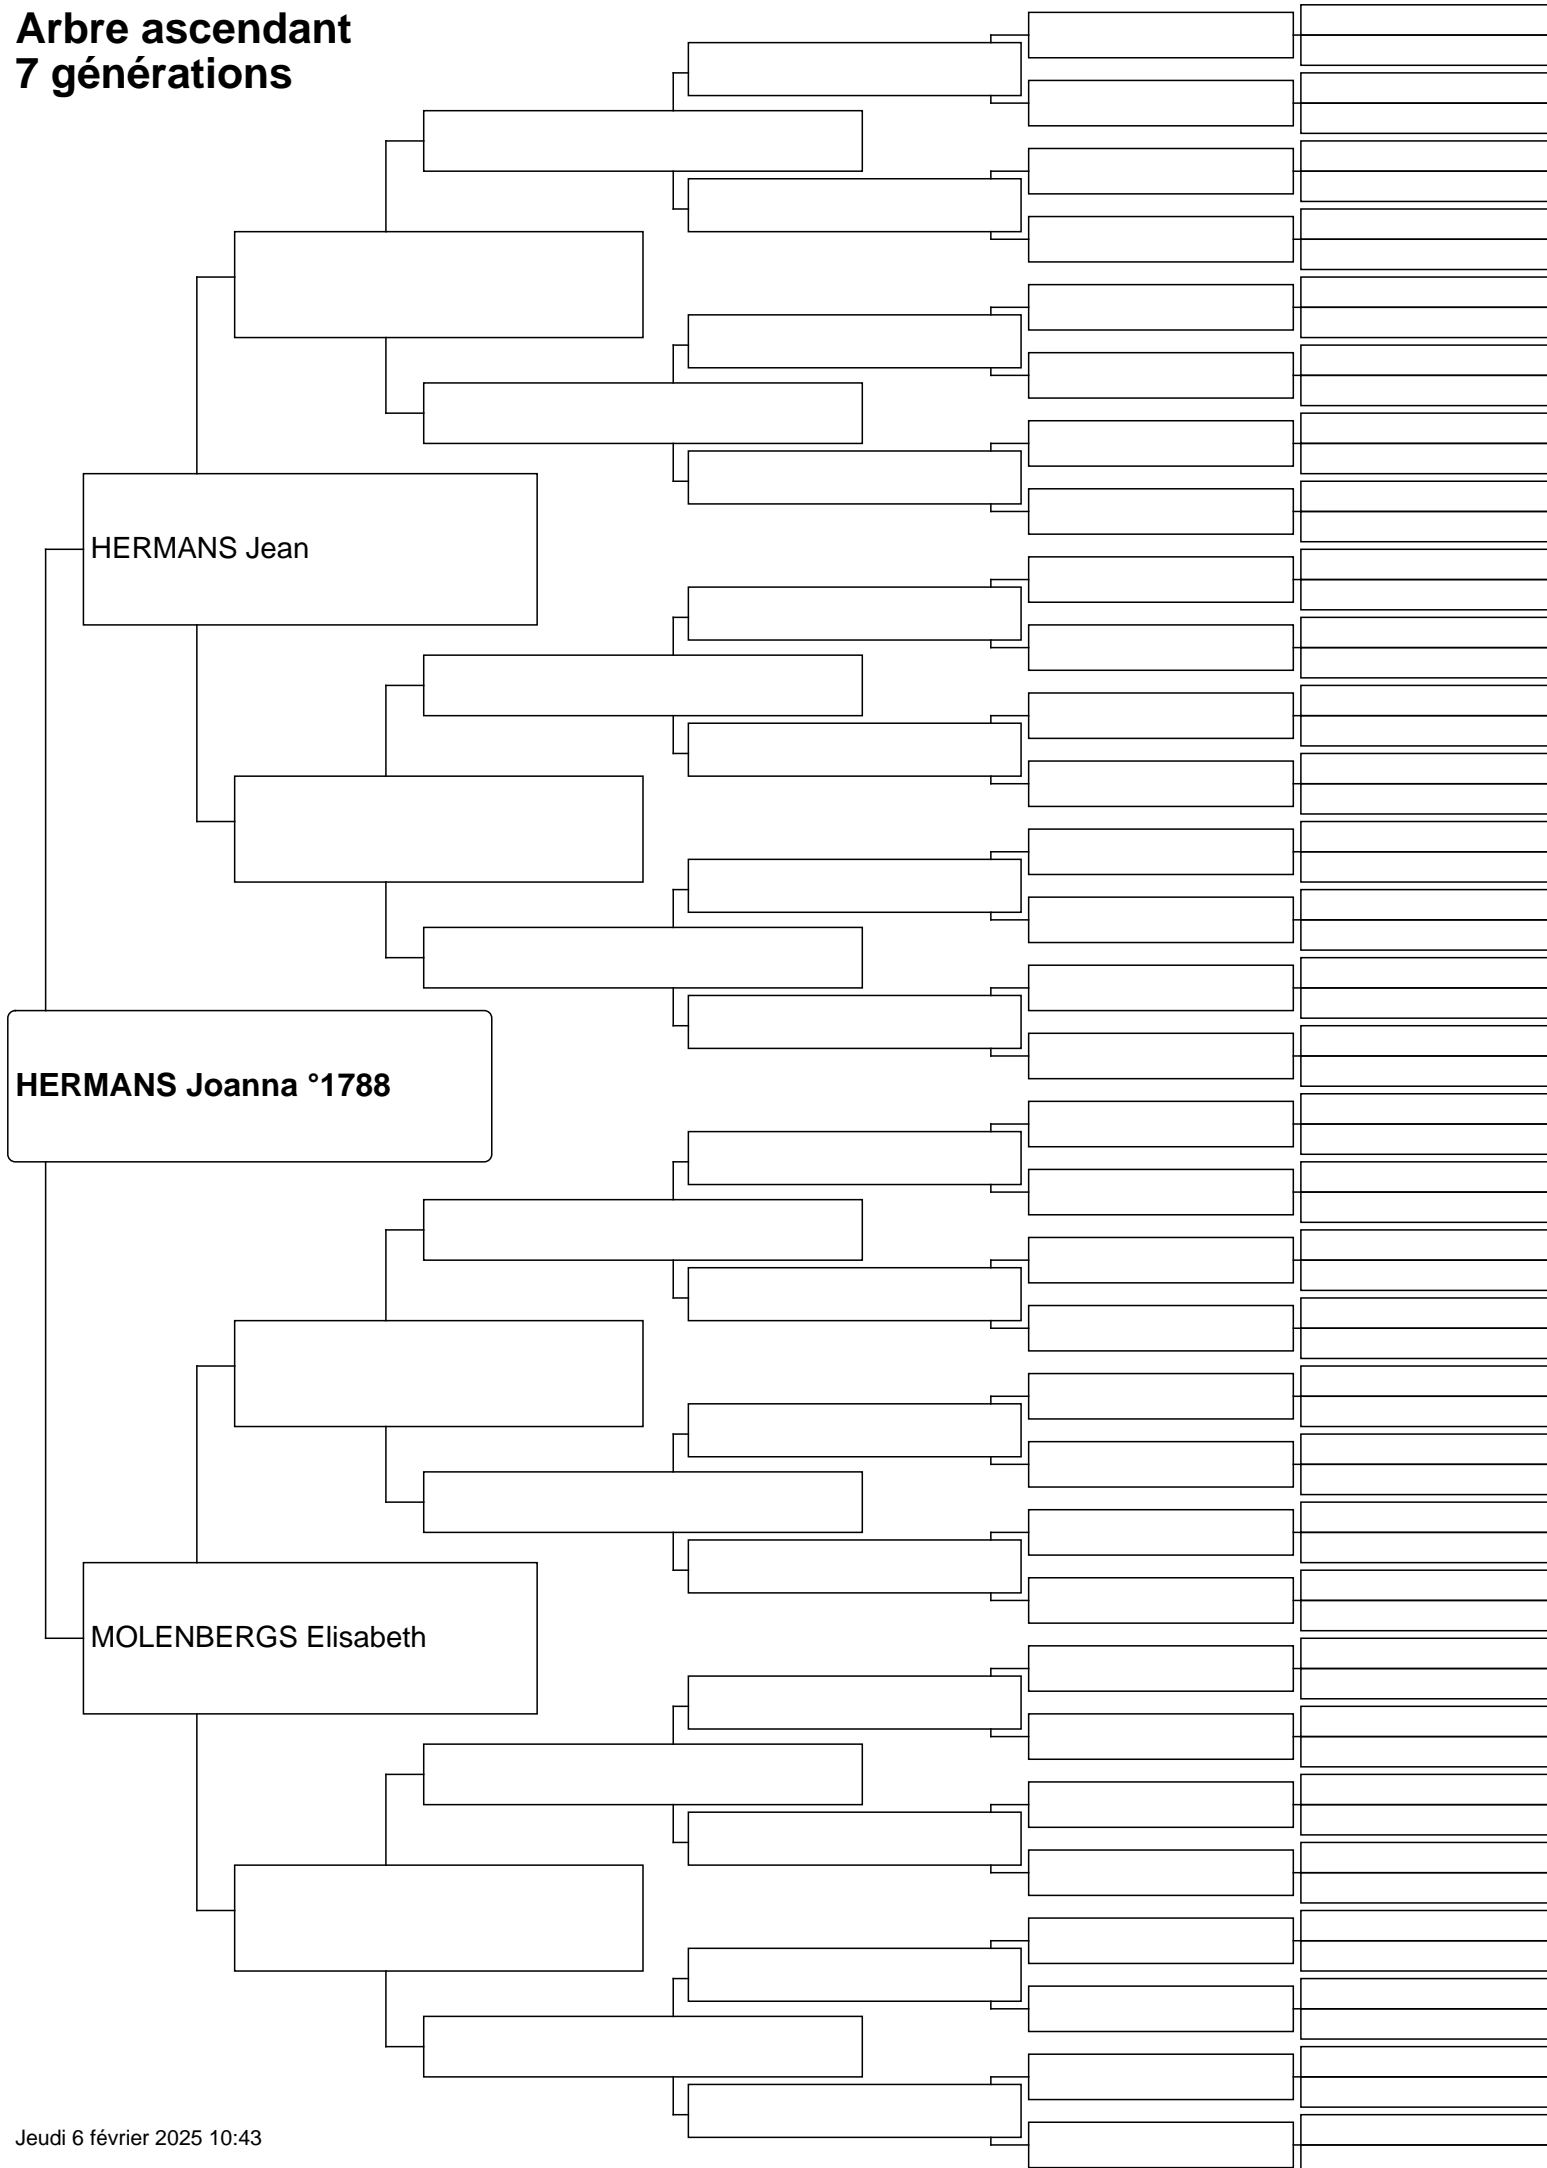 Arbre ascendant
7 générations
HERMANS Jean
HERMANS Joanna °1788
MOLENBERGS Elisabeth
Jeudi 6 février 2025 10:43